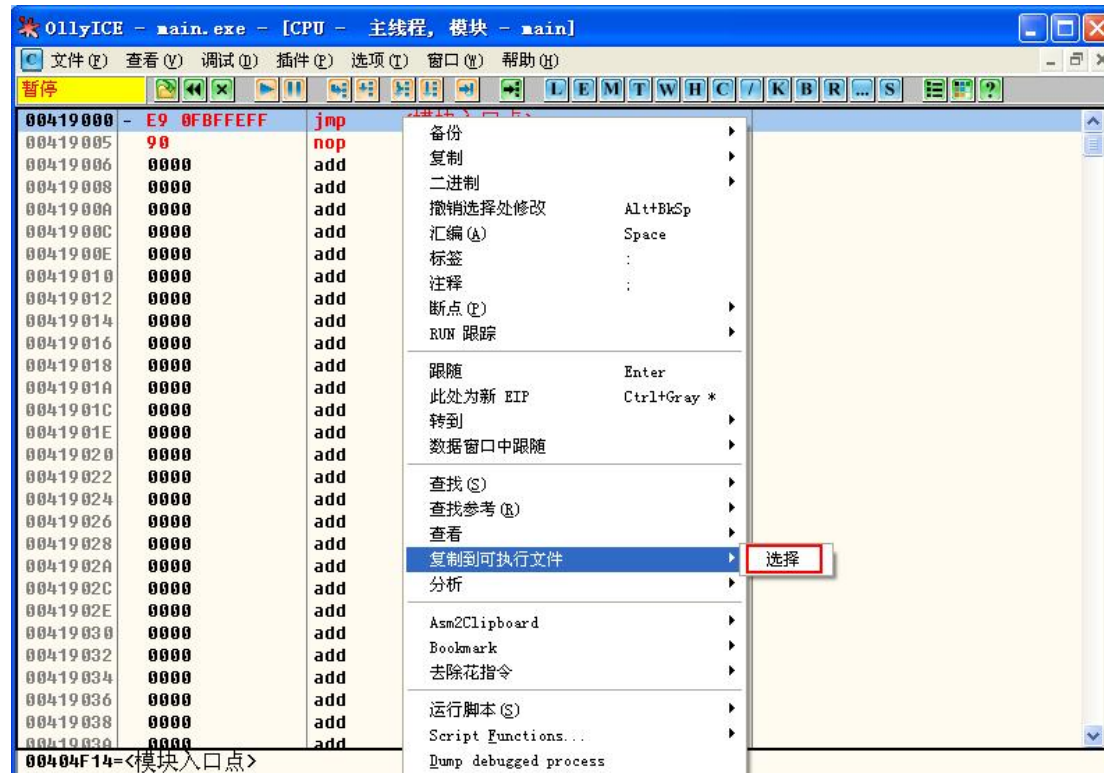 OllyICE - main.exe - [CPU - 主线程, 模块 - main]
C 文件(F) 查看(V) 调试(D) 插件(P) 选项(T) 窗口(W) 帮助(H)
暂停 L E M T W H C / K B R ... S ?
00419000 - E9 0FBFFEFF jmp <模块入口点>
00419005 90 nop
00419006 0000 add
00419008 0000 add
0041900A 0000 add
0041900C 0000 add
0041900E 0000 add
00419010 0000 add
00419012 0000 add
00419014 0000 add
00419016 0000 add
00419018 0000 add
0041901A 0000 add
0041901C 0000 add
0041901E 0000 add
00419020 0000 add
00419022 0000 add
00419024 0000 add
00419026 0000 add
00419028 0000 add
0041902A 0000 add
0041902C 0000 add
0041902E 0000 add
00419030 0000 add
00419032 0000 add
00419034 0000 add
00419036 0000 add
00419038 0000 add
0041903A 0000 add
00404F14=<模块入口点>
备份
复制
二进制
撤销选择处修改 Alt+BkSp
汇编(A) Space
标签 :
注释 ;
断点(P)
RUN 跟踪
跟随 Enter
此处为新 EIP Ctrl+Gray *
转到
数据窗口中跟随
查找(S)
查找参考(R)
查看
复制到可执行文件
选择
分析
Asm2Clipboard
Bookmark
去除花指令
运行脚本(S)
Script Functions...
Dump debugged process